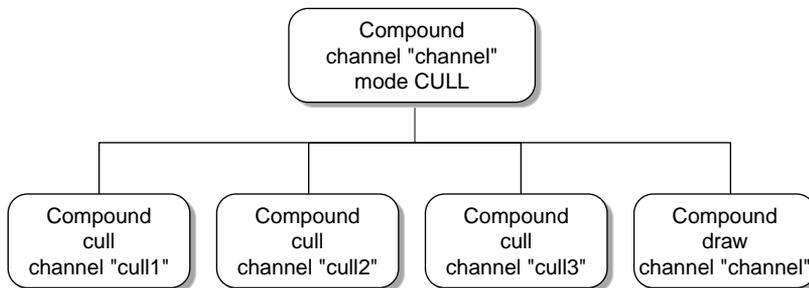 Compound
channel "channel"
mode CULL
Compound
cull
channel "cull1"
Compound
cull
channel "cull2"
Compound
cull
channel "cull3"
Compound
draw
channel "channel"